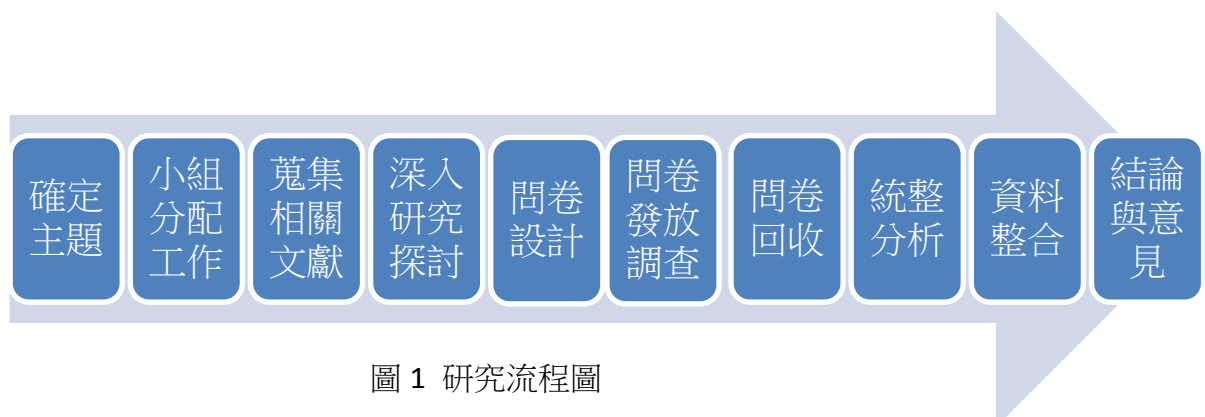 確定
主題
小組
分配
工作
蒐集
相關
文獻
深入
研究
探討
問卷
設計
問卷
發放
調查
問卷
回收
統整
分析
資料
整合
結論
與意
見
圖 1 研究流程圖